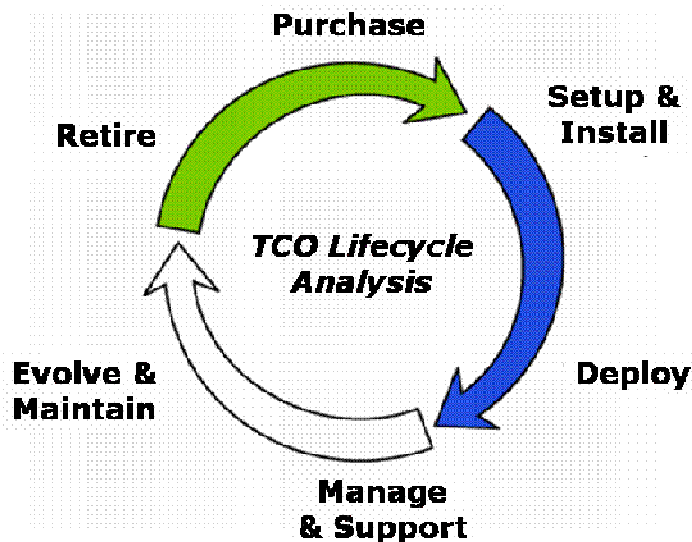 Purchase
Setup &
Install
Retire
TCO Lifecycle
Analysis
Evolve &
Maintain
Deploy
Manage
& Support